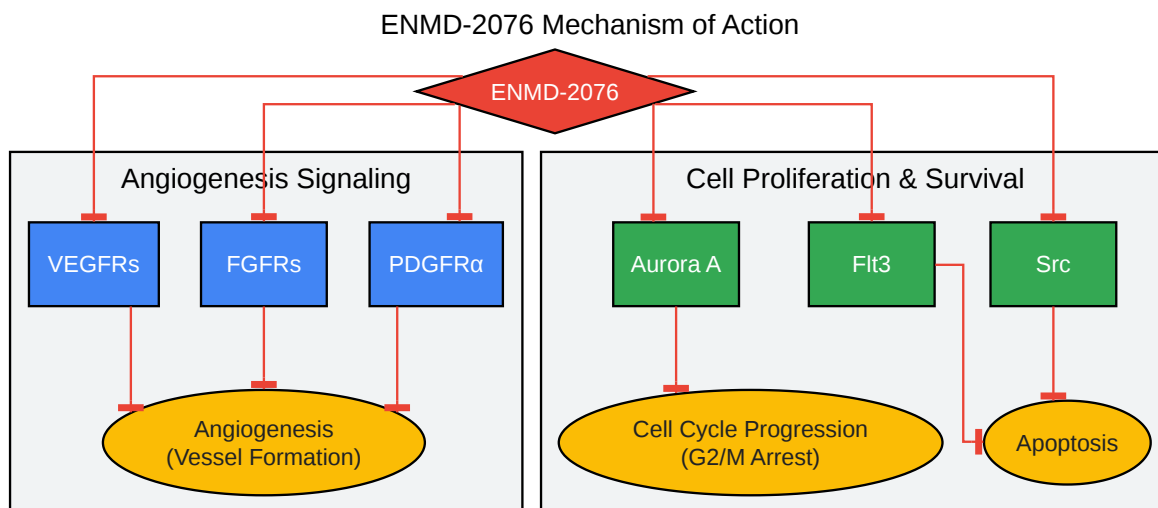 ENMD-2076 Mechanism of Action
ENMD-2076
Angiogenesis Signaling
VEGFRs
FGFRs
PDGFRα
Angiogenesis
(Vessel Formation)
Cell Proliferation & Survival
Aurora A
Flt3
Src
Cell Cycle Progression
(G2/M Arrest)
Apoptosis